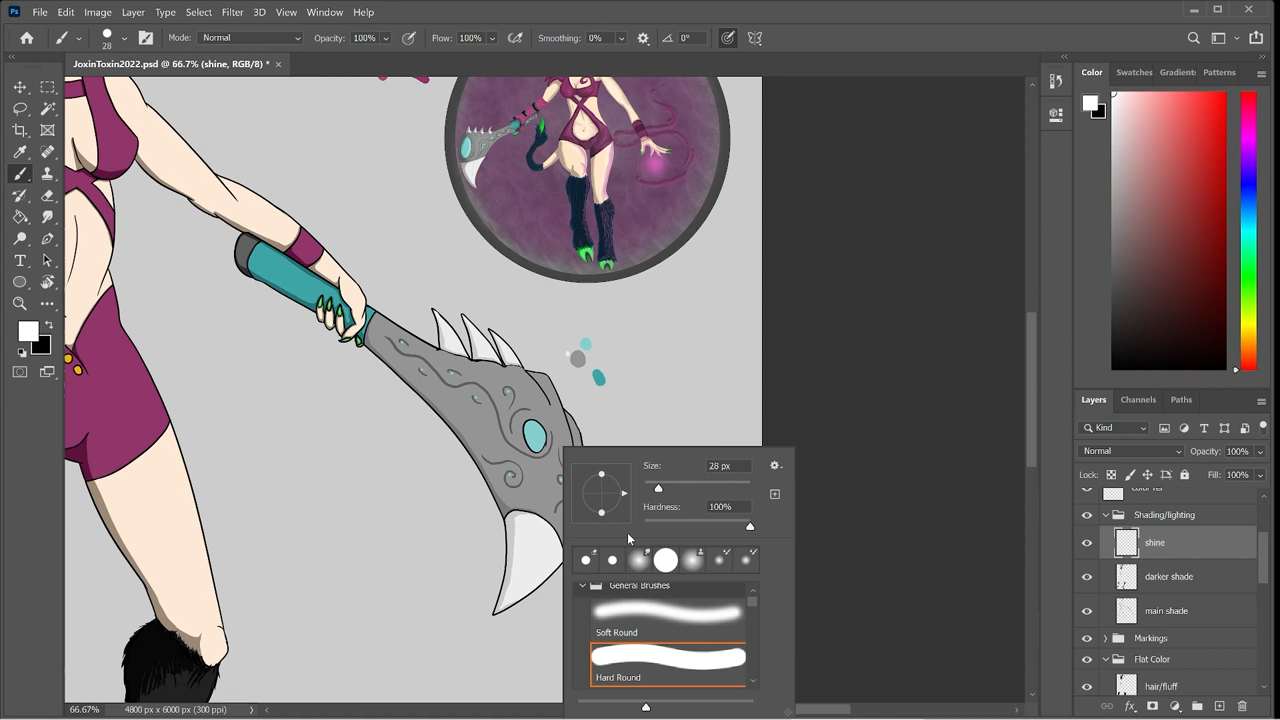 Ps File Edit Image Layer Type Select Filter 3D View Window Help
28 Mode: Normal Opacity: 100% Flow: 100% Smoothing: 0% 0°
JoxinToxin2022.psd @ 66.7% (shine, RGB/8) *
Color Swatches Gradient: Patterns
Layers Channels Paths
Kind
Normal Opacity: 100%
Lock: Fill: 100%
Shading/lighting
shine
darker shade
main shade
Markings
Flat Color
hair/fluff
Size: 28 px
Hardness: 100%
General Brushes
Soft Round
Hard Round
66.67% 4800 px x 6000 px (300 ppi)